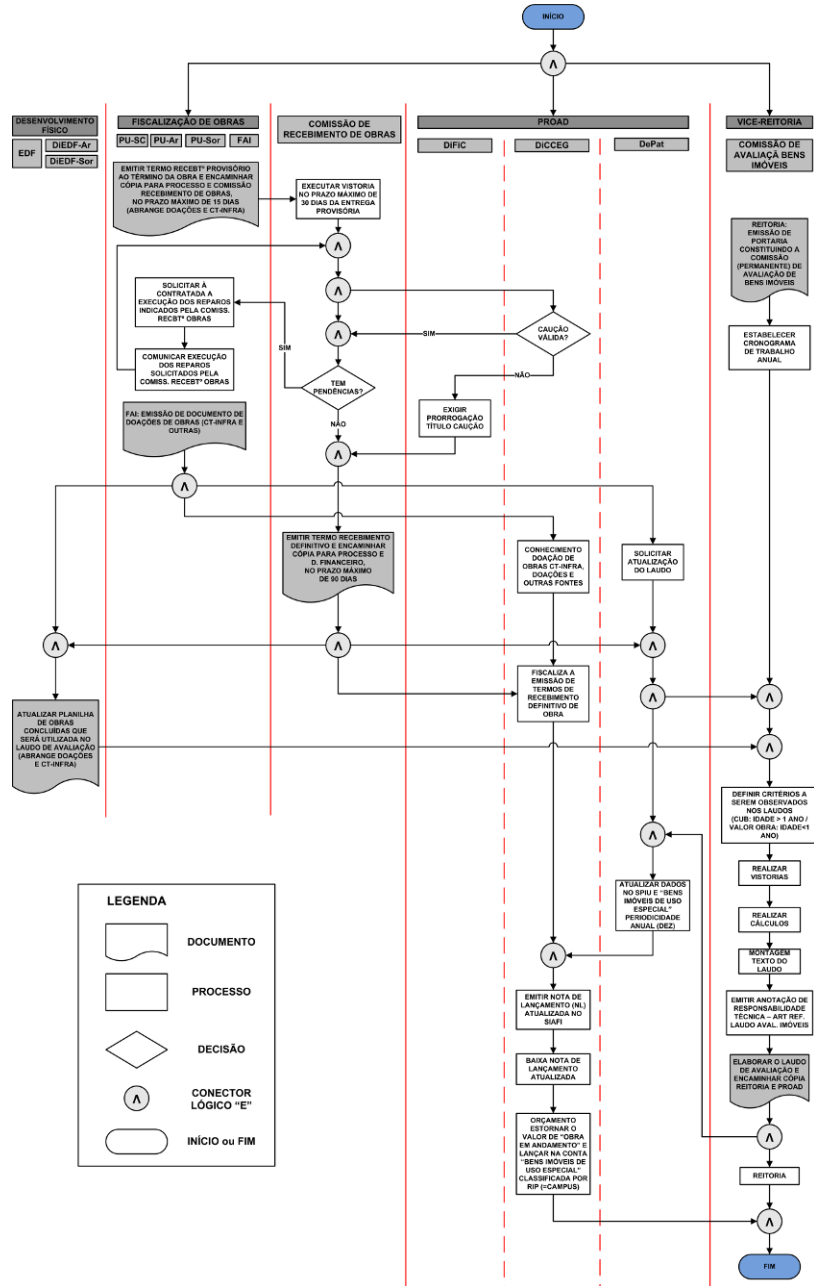 INÍCIO
Λ
DESENVOLVIMENTO
FÍSICO
EDF
DiEDF-Ar
DiEDF-Sor
FISCALIZAÇÃO DE OBRAS
PU-SC
PU-Ar
PU-Sor
FAI
COMISSÃO DE
RECEBIMENTO DE OBRAS
PROAD
DiFiC
DiCCEG
DePat
VICE-REITORIA
COMISSÃO DE
AVALIAÇÃ BENS
IMÓVEIS
EMITIR TERMO RECEBTº PROVISÓRIO
AO TÉRMINO DA OBRA E ENCAMINHAR
CÓPIA PARA PROCESSO E COMISSÃO
RECEBIMENTO DE OBRAS,
NO PRAZO MÁXIMO DE 15 DIAS
(ABRANGE DOAÇÕES E CT-INFRA)
EXECUTAR VISTORIA
NO PRAZO MÁXIMO DE
30 DIAS DA ENTREGA
PROVISÓRIA
REITORIA:
EMISSÃO DE
PORTARIA
CONSTITUINDO A
COMISSÃO
(PERMANENTE) DE
AVALIAÇÃO DE
BENS IMÓVEIS
Λ
Λ
SOLICITAR À
CONTRATADA A
EXECUÇÃO DOS REPAROS
INDICADOS PELA COMISS.
RECBTº OBRAS
Λ
SIM
CAUÇÃO
VÁLIDA?
ESTABELECER
CRONOGRAMA
DE TRABALHO
ANUAL
SIM
COMUNICAR EXECUÇÃO
DOS REPAROS
SOLICITADOS PELA
COMISS. RECEBTº OBRAS
TEM
PENDÊNCIAS?
NÃO
NÃO
EXIGIR
PRORROGAÇÃO
TÍTULO CAUÇÃO
FAI: EMISSÃO DE DOCUMENTO DE
DOAÇÕES DE OBRAS (CT-INFRA E
OUTRAS)
Λ
Λ
EMITIR TERMO RECEBIMENTO
DEFINITIVO E ENCAMINHAR
CÓPIA PARA PROCESSO E
D. FINANCEIRO,
NO PRAZO MÁXIMO
DE 90 DIAS
CONHECIMENTO
DOAÇÃO DE
OBRAS CT-INFRA,
DOAÇÕES E
OUTRAS FONTES
SOLICITAR
ATUALIZAÇÃO
DO LAUDO
Λ
Λ
Λ
FISCALIZA A
EMISSÃO DE
TERMOS DE
RECEBIMENTO
DEFINITIVO DE
OBRA
Λ
Λ
ATUALIZAR PLANILHA
DE OBRAS
CONCLUÍDAS QUE
SERÁ UTILIZADA NO
LAUDO DE AVALIAÇÃO
(ABRANGE DOAÇÕES
E CT-INFRA)
Λ
DEFINIR CRITÉRIOS A
SEREM OBSERVADOS
NOS LAUDOS
(CUB: IDADE > 1 ANO /
VALOR OBRA: IDADE<1
ANO)
Λ
REALIZAR
VISTORIAS
ATUALIZAR DADOS
NO SPIU E “BENS
IMÓVEIS DE USO
ESPECIAL”
PERIODICIDADE
ANUAL (DEZ)
REALIZAR
CÁLCULOS
Λ
MONTAGEM
TEXTO DO
LAUDO
EMITIR NOTA DE
LANÇAMENTO (NL)
ATUALIZADA NO
SIAFI
EMITIR ANOTAÇÃO DE
RESPONSABILIDADE
TÉCNICA – ART REF.
LAUDO AVAL. IMÓVEIS
BAIXA NOTA DE
LANÇAMENTO
ATUALIZADA
ELABORAR O LAUDO
DE AVALIAÇÃO E
ENCAMINHAR CÓPIA
REITORIA E PROAD
ORÇAMENTO
ESTORNAR O
VALOR DE “OBRA
EM ANDAMENTO” E
LANÇAR NA CONTA
“BENS IMÓVEIS DE
USO ESPECIAL”
CLASSIFICADA POR
RIP (=CAMPUS)
Λ
REITORIA
Λ
FIM
LEGENDA
DOCUMENTO
PROCESSO
DECISÃO
Λ
CONECTOR
LÓGICO “E”
INÍCIO ou FIM